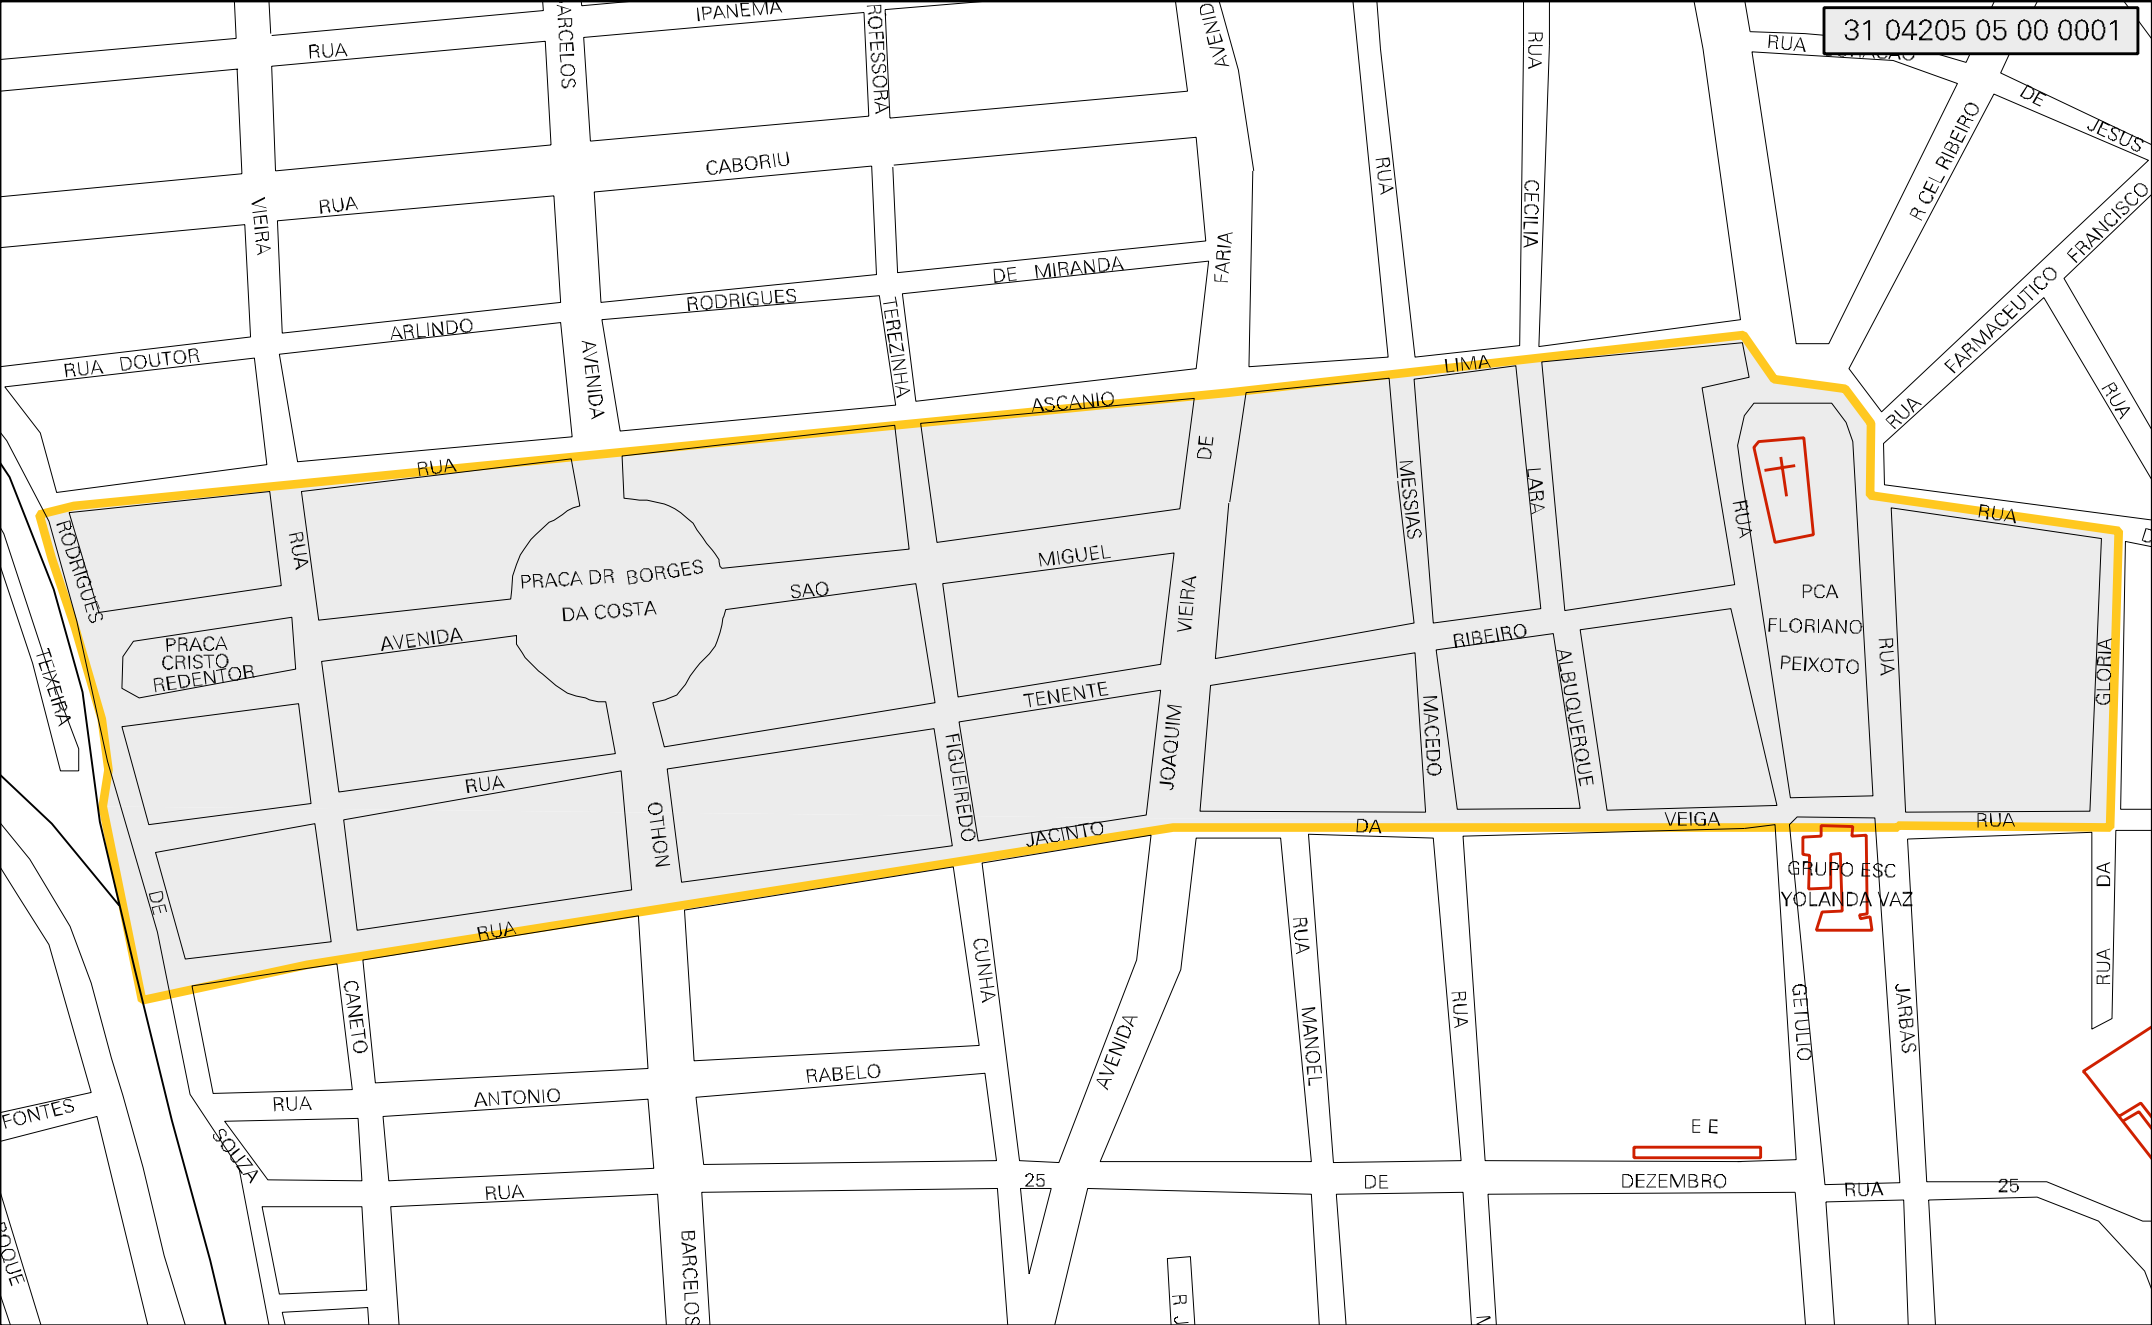 31 04205 05 00 0001
IPANEMA
RUA
RUA
RUA
DE
JESUS
R CEL RIBEIRO
FRANCISCO
FARMACEUTICO
RUA
RUA
CABORIU
RUA
VIEIRA
RUA
CECILIA
FARIA
DE MIRANDA
RODRIGUES
ARLINDO
RUA DOUTOR
AVENIDA
TEREZINHA
LIMA
ASCANIO
RUA
DE
MESSIAS
LARA
RUA
RUA
RODRIGUES
RUA
PRACA DR BORGES
DA COSTA
MIGUEL
SAO
AVENIDA
VIEIRA
RIBEIRO
ALBUQUERQUE
PCA
FLORIANO
PEIXOTO
RUA
GLORIA
PRACA
CRISTO
REDENTOR
TEIXEIRA
TENENTE
JOAQUIM
MACEDO
RUA
OTHON
FIGUEIREDO
JACINTO
DA
VEIGA
RUA
GRUPO ESC
YOLANDA VAZ
DA
RUA
DE
RUA
CUNHA
RUA
MANOEL
RUA
GETULIO
JARBAS
CANETO
AVENIDA
RABELO
ANTONIO
RUA
FONTES
SOUZA
E E
RUA
25
DE
DEZEMBRO
RUA
25
BARCELOS